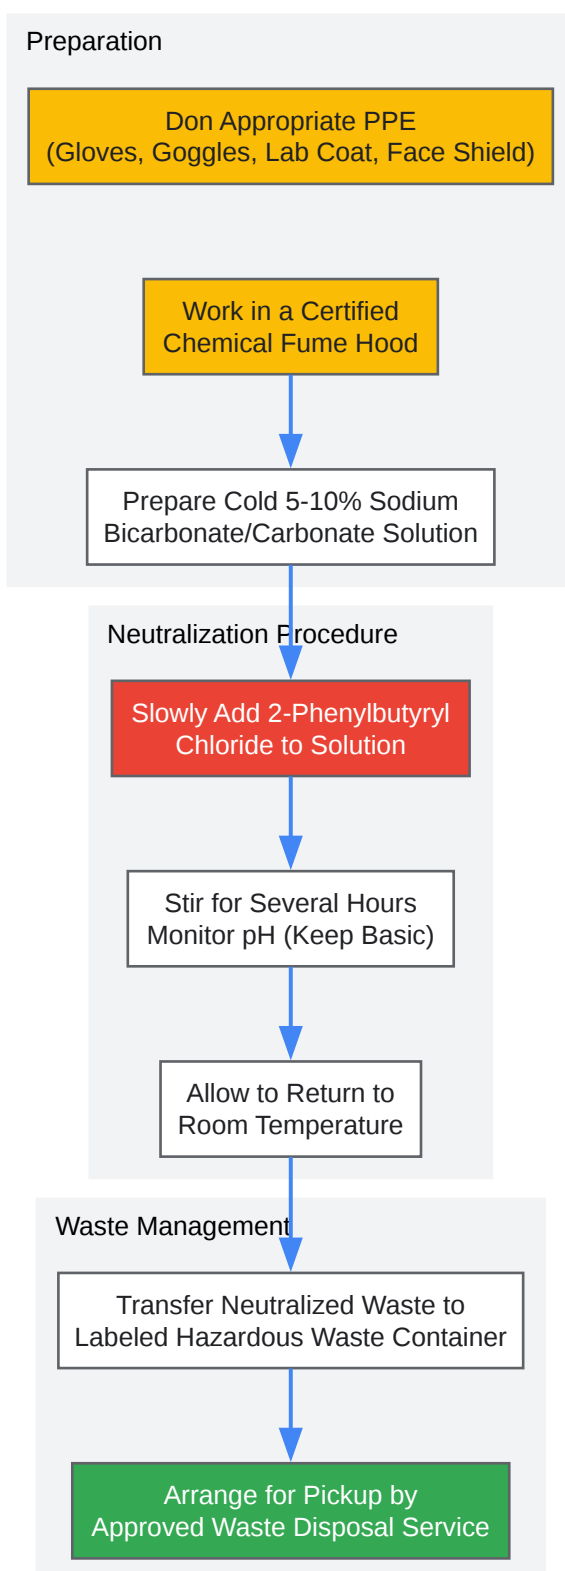 Preparation
Don Appropriate PPE
(Gloves, Goggles, Lab Coat, Face Shield)
Work in a Certified
Chemical Fume Hood
Prepare Cold 5-10% Sodium
Bicarbonate/Carbonate Solution
Neutralization Procedure
Slowly Add 2-Phenylbutyryl
Chloride to Solution
Stir for Several Hours
Monitor pH (Keep Basic)
Allow to Return to
Room Temperature
Waste Management
Transfer Neutralized Waste to
Labeled Hazardous Waste Container
Arrange for Pickup by
Approved Waste Disposal Service